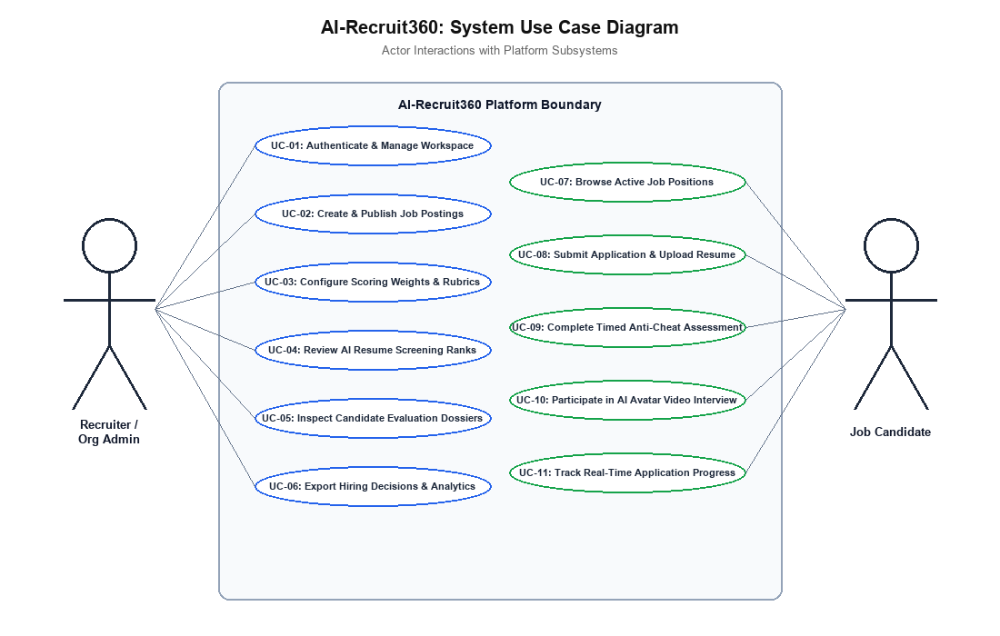 AI-Recruit360: System Use Case Diagram
Actor Interactions with Platform Subsystems
AI-Recruit360 Platform Boundary
UC-01: Authenticate & Manage Workspace
UC-02: Create & Publish Job Postings
UC-03: Configure Scoring Weights & Rubrics
UC-04: Review AI Resume Screening Ranks
UC-05: Inspect Candidate Evaluation Dossiers
UC-06: Export Hiring Decisions & Analytics
UC-07: Browse Active Job Positions
UC-08: Submit Application & Upload Resume
UC-09: Complete Timed Anti-Cheat Assessment
UC-10: Participate in AI Avatar Video Interview
UC-11: Track Real-Time Application Progress
Recruiter /
Org Admin
Job Candidate